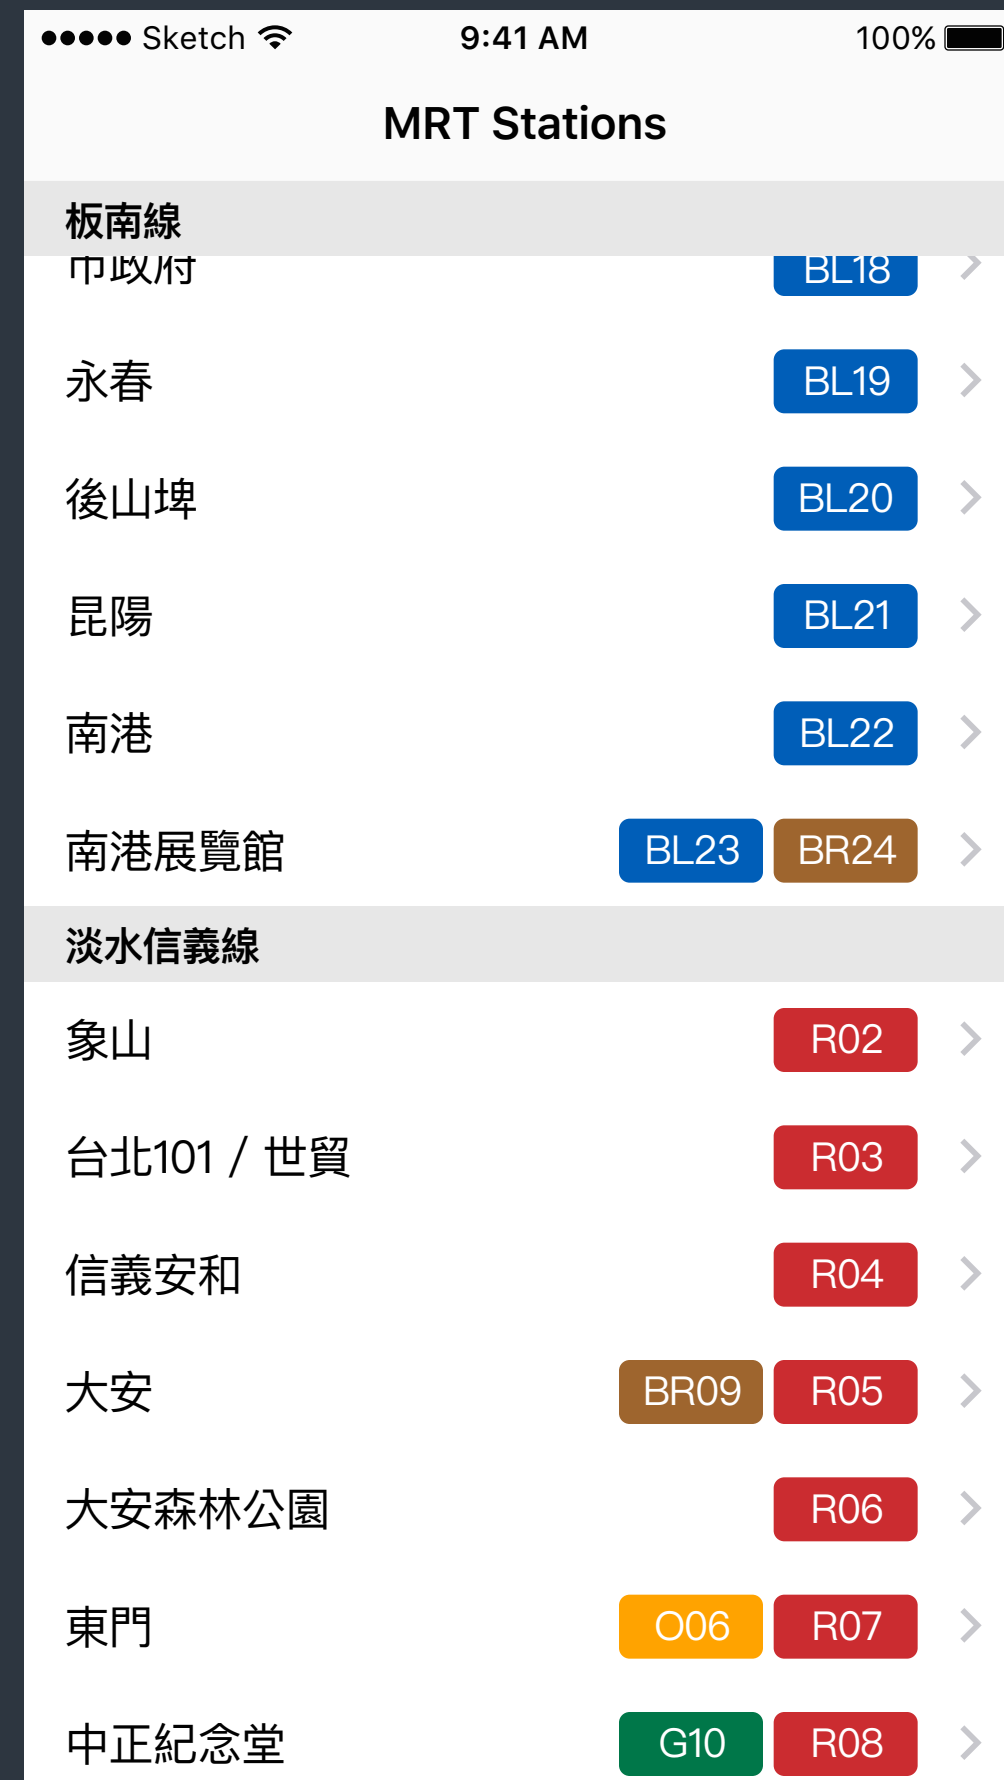 Sketch 9:41 AM 100%
MRT Stations
板南線
市政府 BL18
永春 BL19
後山埤 BL20
昆陽 BL21
南港 BL22
南港展覽館 BL23 BR24
淡水信義線
象山 R02
台北101 / 世貿 R03
信義安和 R04
大安 BR09 R05
大安森林公園 R06
東門 O06 R07
中正紀念堂 G10 R08